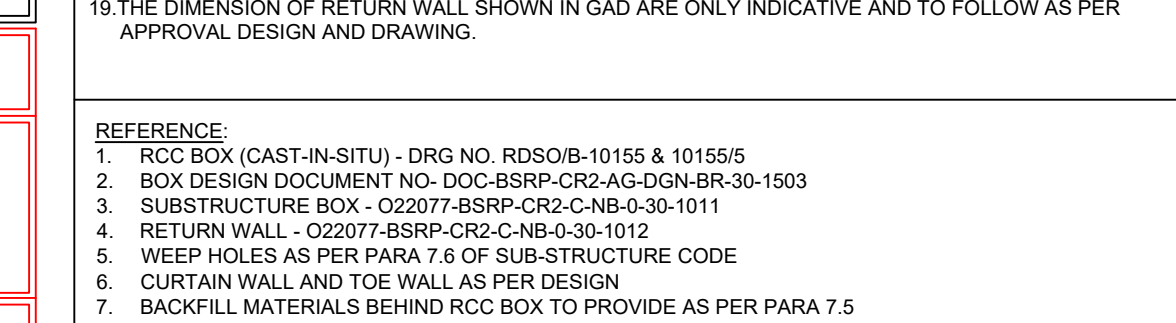 19.THE DIMENSION OF RETURN WALL SHOWN IN GAD ARE ONLY INDICATIVE AND TO FOLLOW AS PER
APPROVAL DESIGN AND DRAWING.
REFERENCE:
1. RCC BOX (CAST-IN-SITU) - DRG NO. RDSO/B-10155 & 10155/5
2. BOX DESIGN DOCUMENT NO- DOC-BSRP-CR2-AG-DGN-BR-30-1503
3. SUBSTRUCTURE BOX - O22077-BSRP-CR2-C-NB-0-30-1011
4. RETURN WALL - O22077-BSRP-CR2-C-NB-0-30-1012
5. WEEP HOLES AS PER PARA 7.6 OF SUB-STRUCTURE CODE
6. CURTAIN WALL AND TOE WALL AS PER DESIGN
7. BACKFILL MATERIALS BEHIND RCC BOX TO PROVIDE AS PER PARA 7.5